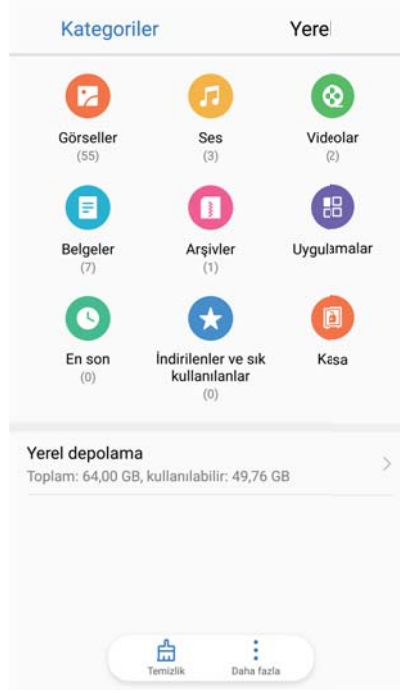 Kategoriler Yerel
Görseller Ses Videolar
(55) (3) (2)
Belgeler Arşivler Uygulamalar
(7) (1)
En son İndirilenler ve sık Kasa
(0) kullanılanlar
(0)
Yerel depolama
Toplam: 64,00 GB, kullanılabilir: 49,76 GB
Temizlik Daha fazla